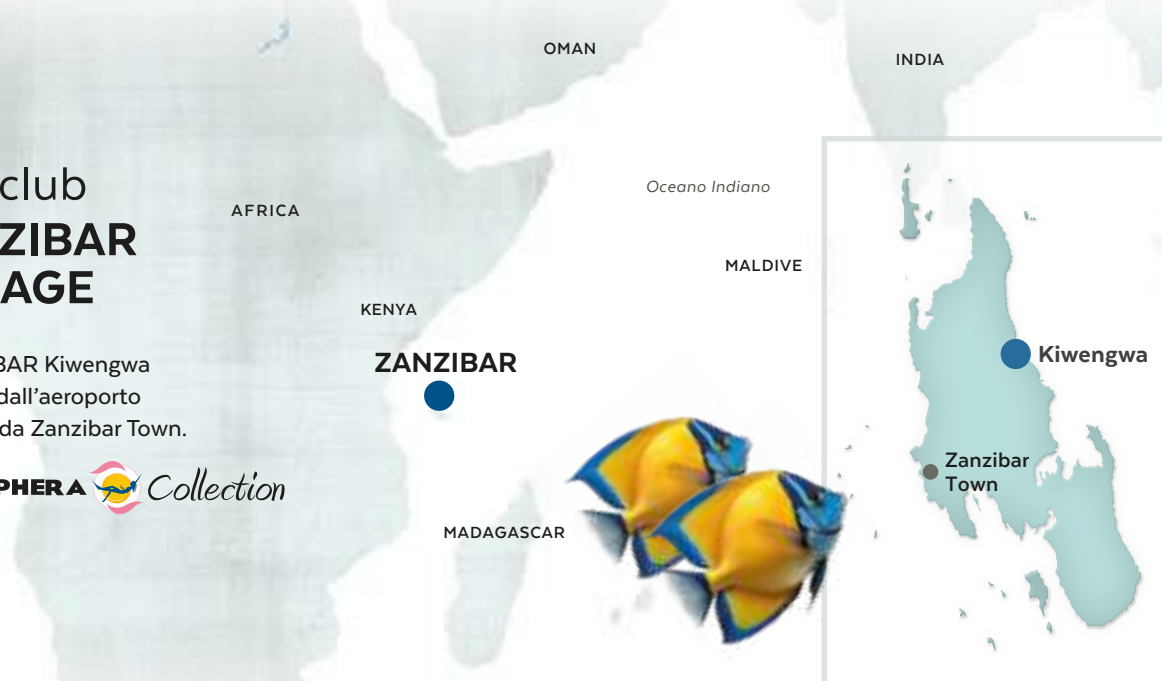 club
ZIBAR
AGE
BAR Kiwengwa
dall'aeroporto
da Zanzibar Town.
PHERA Collection
OMAN
INDIA
AFRICA
Oceano Indiano
MALDIVE
KENYA
ZANZIBAR
MADAGASCAR
Kiwengwa
Zanzibar
Town